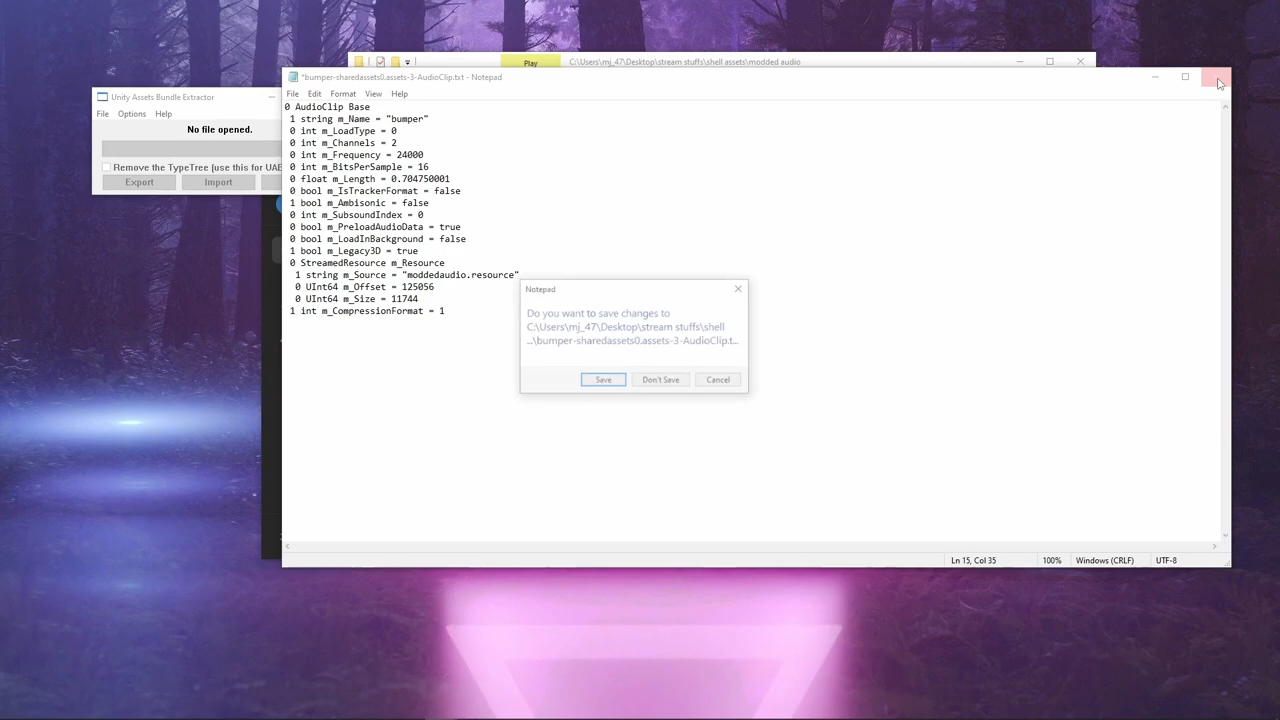 Play
C:\Users\mj_47\Desktop\stream stuffs\shell assets\modded audio
*bumper-sharedassets0.assets-3-AudioClip.txt - Notepad
File Edit Format View Help
Unity Assets Bundle Extractor
File Options Help
No file opened.
Remove the TypeTree (use this for UAE
Export Import
0 AudioClip Base
1 string m_Name = "bumper"
0 int m_LoadType = 0
0 int m_Channels = 2
0 int m_Frequency = 24000
0 int m_BitsPerSample = 16
0 float m_Length = 0.704750001
0 bool m_IsTrackerFormat = false
1 bool m_Ambisonic = false
0 int m_SubsoundIndex = 0
0 bool m_PreloadAudioData = true
0 bool m_LoadInBackground = false
1 bool m_Legacy3D = true
0 StreamedResource m_Resource
1 string m_Source = "moddedaudio.resource"
0 UInt64 m_Offset = 125056
0 UInt64 m_Size = 11744
1 int m_CompressionFormat = 1
Notepad
Do you want to save changes to
C:\Users\mj_47\Desktop\stream stuffs\shell
...\bumper-sharedassets0.assets-3-AudioClip.t...
Save Don't Save Cancel
Ln 15, Col 35 100% Windows (CRLF) UTF-8